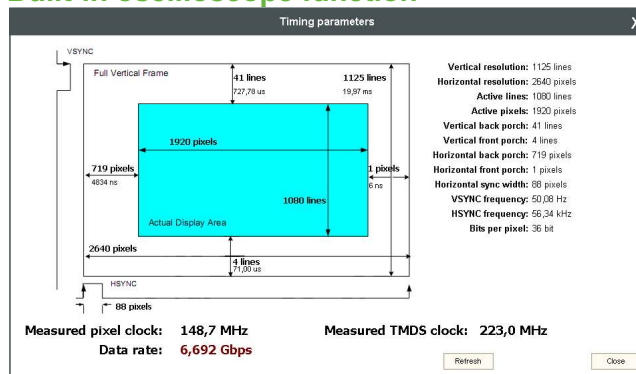 Built in oscilloscope function
Timing parameters
X
VSYNC
Full Vertical Frame
41 lines
727,78 us
1125 lines
19,97 ms
1920 pixels
719 pixels
4834 ns
1 pixels
6 ns
1080 lines
Actual Display Area
2640 pixels
4 lines
71,00 us
HSYNC
88 pixels
Vertical resolution: 1125 lines
Horizontal resolution: 2640 pixels
Active lines: 1080 lines
Active pixels: 1920 pixels
Vertical back porch: 41 lines
Vertical front porch: 4 lines
Horizontal back porch: 719 pixels
Horizontal front porch: 1 pixels
Horizontal sync width: 88 pixels
VSYNC frequency: 50,08 Hz
HSYNC frequency: 56,34 kHz
Bits per pixel: 36 bit
Measured pixel clock: 148,7 MHz
Measured TMDS clock: 223,0 MHz
Data rate: 6,692 Gbps
Refresh
Close